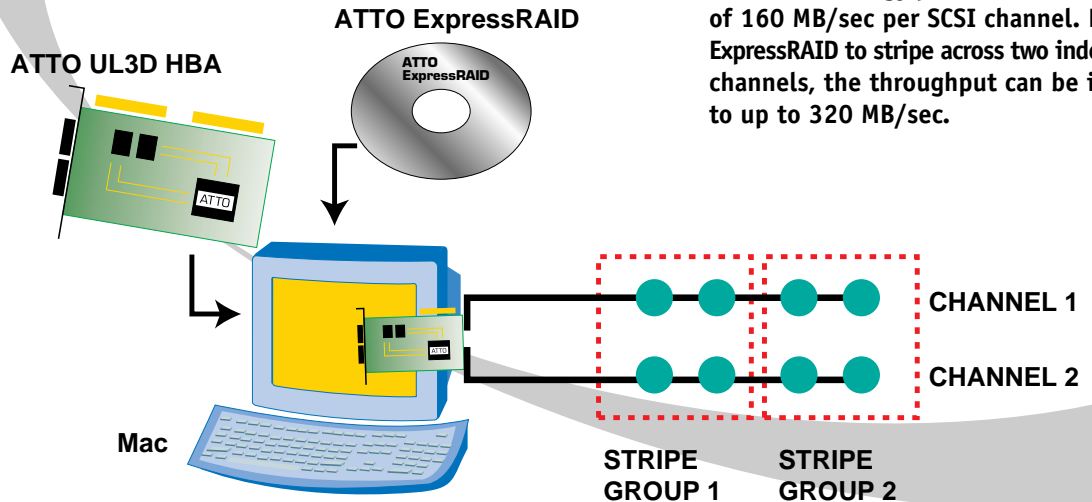 ATTO ExpressRAID
of 160 MB/sec per SCSI channel.
ExpressRAID to stripe across two
channels, the throughput can be
to up to 320 MB/sec.
ATTO UL3D HBA
ATTO
ExpressRAID
ATTO
ATTO
CHANNEL 1
CHANNEL 2
Mac
STRIPE
GROUP 1
STRIPE
GROUP 2